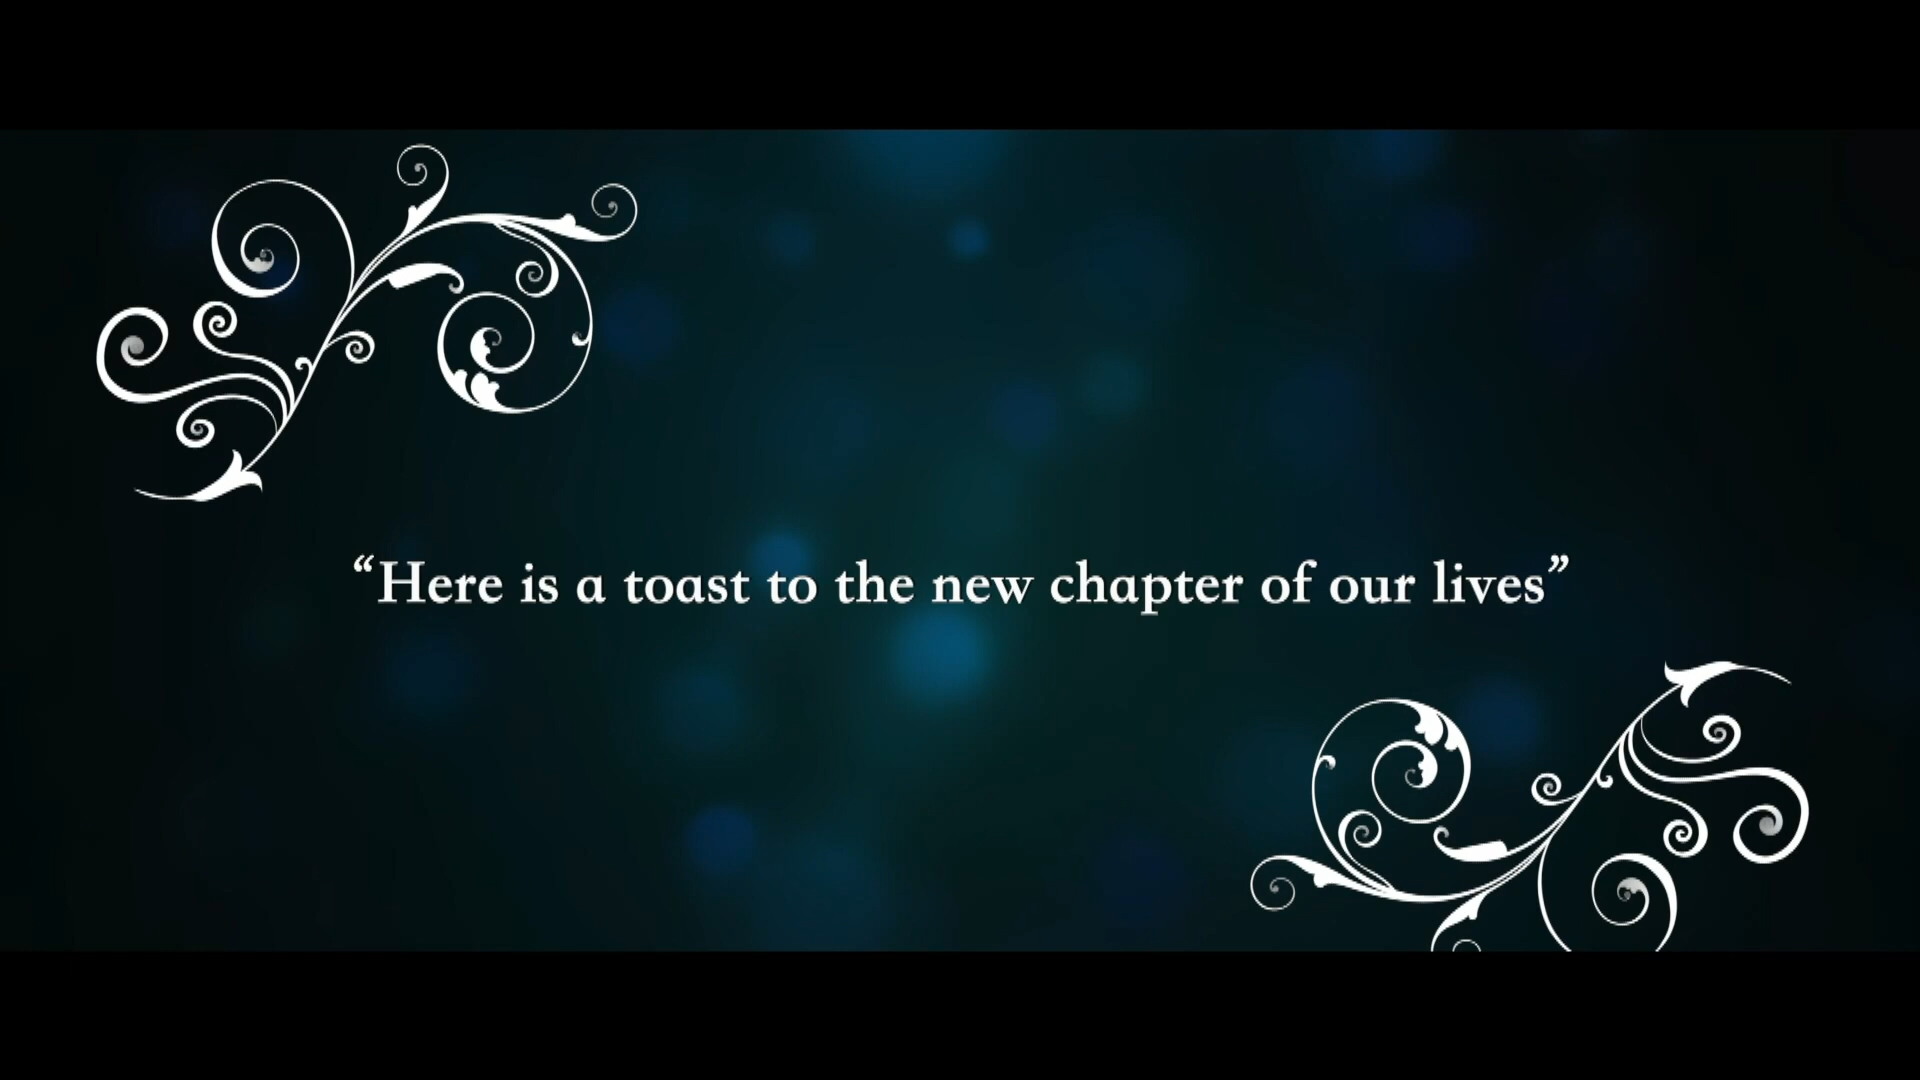 “Here is a toast to the new chapter of our lives”